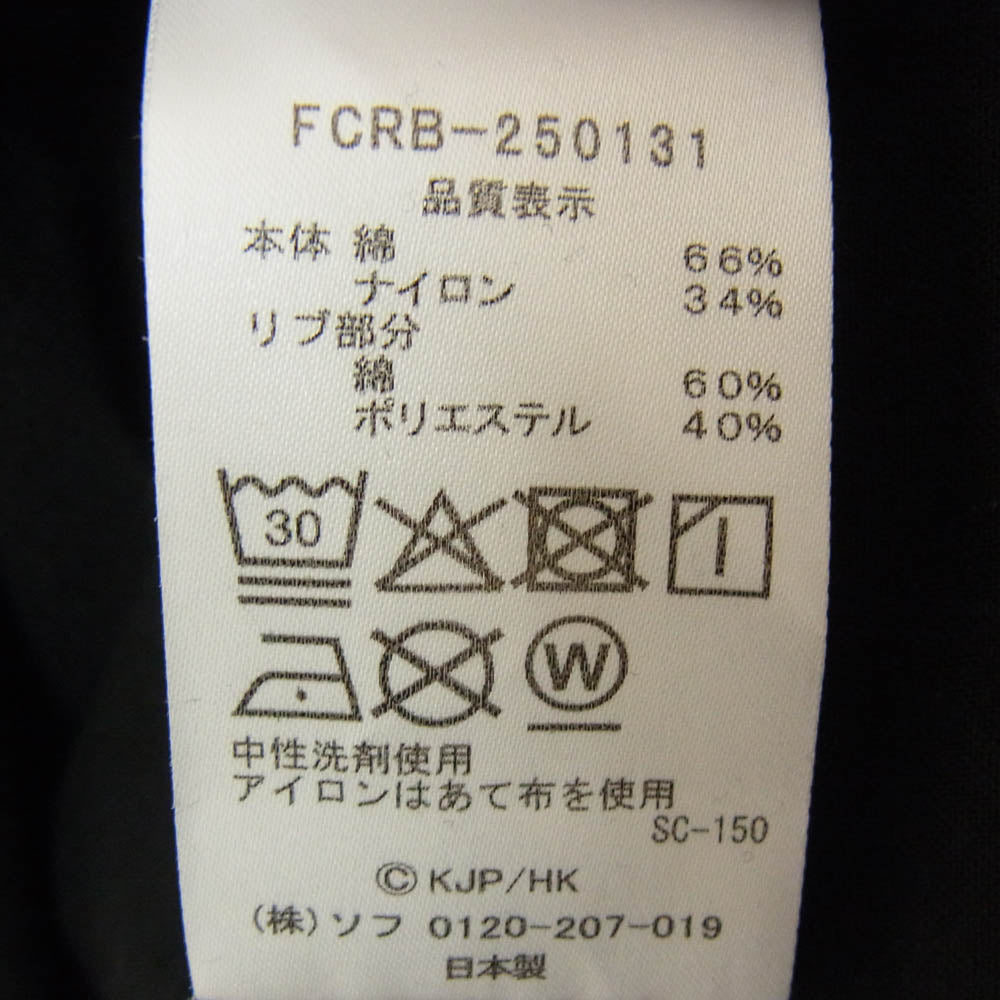 FCRB-250131
品質表示
本体 綿 66%
ナイロン 34%
リブ部分
綿 60%
ポリエステル 40%
30
W
中性洗剤使用
アイロンはあて布を使用
SC-150
© KJP/HK
(株)ソフ 0120-207-019
日本製